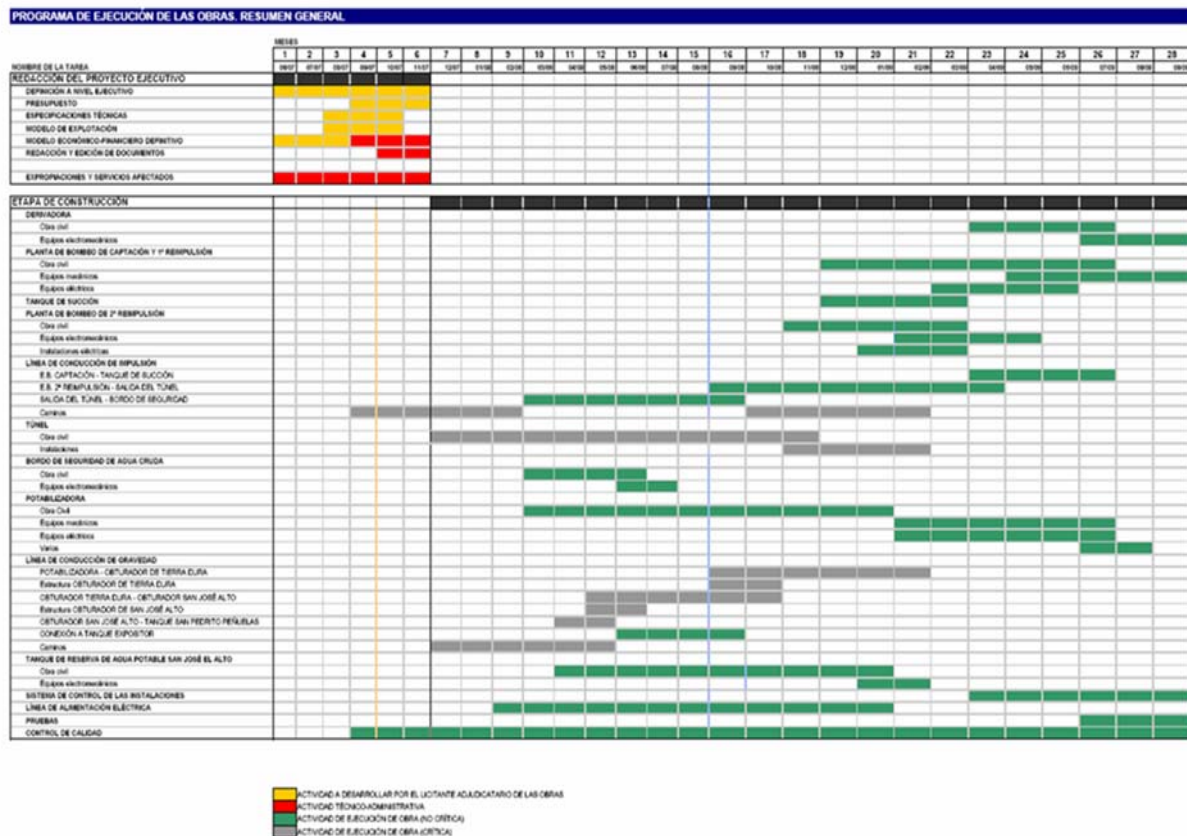 PROGRAMA DE EJECUCIÓN DE LAS OBRAS. RESUMEN GENERAL
MESES
1 2 3 4 5 6 7 8 9 10 11 12 13 14 15 16 17 18 19 20 21 22 23 24 25 26 27 28
NOMBRE DE LA TAREA
REDACCIÓN DEL PROYECTO EJECUTIVO
DEFINICIÓN A NIVEL EJECUTIVO
PRESUPUESTO
ESPECIFICACIONES TÉCNICAS
MODELO DE EXPLOTACIÓN
MODELO ECONÓMICO-FINANCIERO DEFINITIVO
REDACCIÓN Y EDICIÓN DE DOCUMENTOS
EXPROPIACIONES Y SERVICIOS AFECTADOS
ETAPA DE CONSTRUCCIÓN
DERIVADORA
Obra civil
Equipos electromecánicos
PLANTA DE BOMBEO DE CAPTACIÓN Y 1ª REIMPULSIÓN
Obra civil
Equipos mecánicos
Equipos eléctricos
TANQUE DE SUCCIÓN
PLANTA DE BOMBEO DE 2ª REIMPULSIÓN
Obra civil
Equipos electromecánicos
Instalaciones eléctricas
LÍNEA DE CONDUCCIÓN DE IMPULSIÓN
E.B. CAPTACIÓN - TANQUE DE SUCCIÓN
E.B. 2ª REIMPULSIÓN - SALIDA DEL TÚNEL
SALIDA DEL TÚNEL - BORDO DE SEGURIDAD
Caminos
TÚNEL
Obra civil
Instalaciones
BORDO DE SEGURIDAD DE AGUA CRUDA
Obra civil
Equipos electromecánicos
POTABILIZADORA
Obra Civil
Equipos mecánicos
Equipos eléctricos
Varios
LÍNEA DE CONDUCCIÓN DE GRAVEDAD
POTABILIZADORA - OBTURADOR DE TIERRA DURA
Estructura OBTURADOR DE TIERRA DURA
OBTURADOR TIERRA DURA - OBTURADOR SAN JOSÉ ALTO
Estructura OBTURADOR DE SAN JOSÉ ALTO
OBTURADOR SAN JOSÉ ALTO - TANQUE SAN PEDRITO PEÑUELAS
CONEXIÓN A TANQUE EXPOSITOR
Caminos
TANQUE DE RESERVA DE AGUA POTABLE SAN JOSÉ EL ALTO
Obra civil
Equipos electromecánicos
SISTEMA DE CONTROL DE LAS INSTALACIONES
LÍNEA DE ALIMENTACIÓN ELÉCTRICA
PRUEBAS
CONTROL DE CALIDAD
ACTIVIDAD A DESARROLLAR POR EL LICITANTE ADJUDICATARIO DE LAS OBRAS
ACTIVIDAD TÉCNICO-ADMINISTRATIVA
ACTIVIDAD DE EJECUCIÓN DE OBRA (NO CRÍTICA)
ACTIVIDAD DE EJECUCIÓN DE OBRA (CRÍTICA)